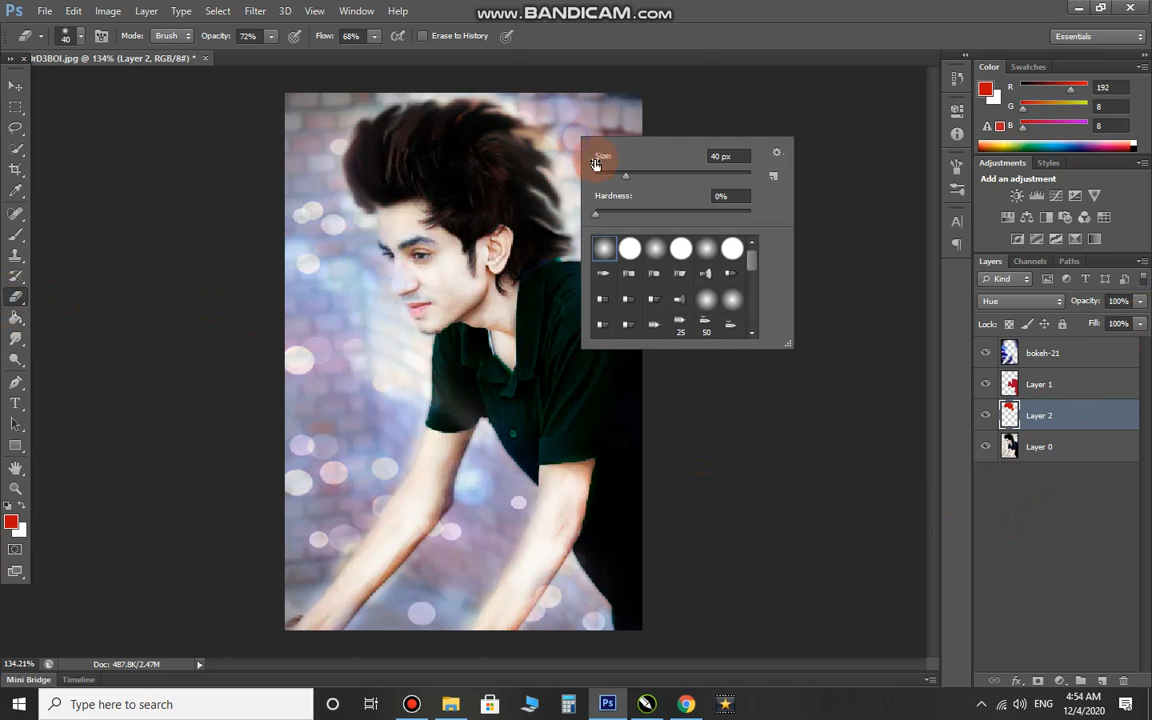 Ps File Edit Image Layer Type Select Filter 3D View Window Help
www.BANDICAM.com
40 Mode: Brush Opacity: 72% Flow: 68% Erase to History Essentials
rD3BOI.jpg @ 134% (Layer 2, RGB/8#) * ×
Color Swatches
R 192
G 8
B 8
Size: 40 px
Hardness: 0%
25 50
Adjustments Styles
Add an adjustment
Layers Channels Paths
Kind
Hue Opacity: 100%
Lock: Fill: 100%
bokeh-21
Layer 1
Layer 2
Layer 0
134.21% Doc: 487.8K/2.47M
Mini Bridge Timeline
Type here to search
Ps
ENG
4:54 AM
12/4/2020